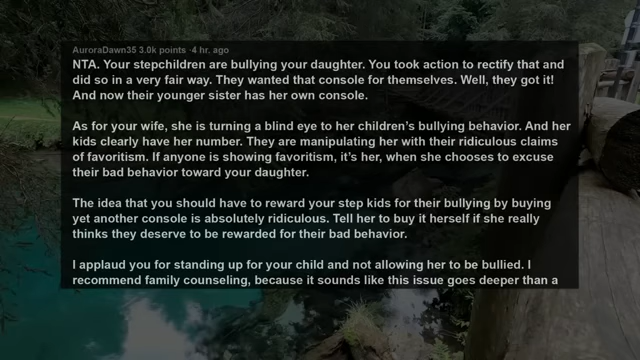 AuroraDawn35 3.0k points · 4 hr. ago
NTA. Your stepchildren are bullying your daughter. You took action to rectify that and
did so in a very fair way. They wanted that console for themselves. Well, they got it!
And now their younger sister has her own console.
As for your wife, she is turning a blind eye to her children's bullying behavior. And her
kids clearly have her number. They are manipulating her with their ridiculous claims
of favoritism. If anyone is showing favoritism, it's her, when she chooses to excuse
their bad behavior toward your daughter.
The idea that you should have to reward your step kids for their bullying by buying
yet another console is absolutely ridiculous. Tell her to buy it herself if she really
thinks they deserve to be rewarded for their bad behavior.
I applaud you for standing up for your child and not allowing her to be bullied. I
recommend family counseling, because it sounds like this issue goes deeper than a